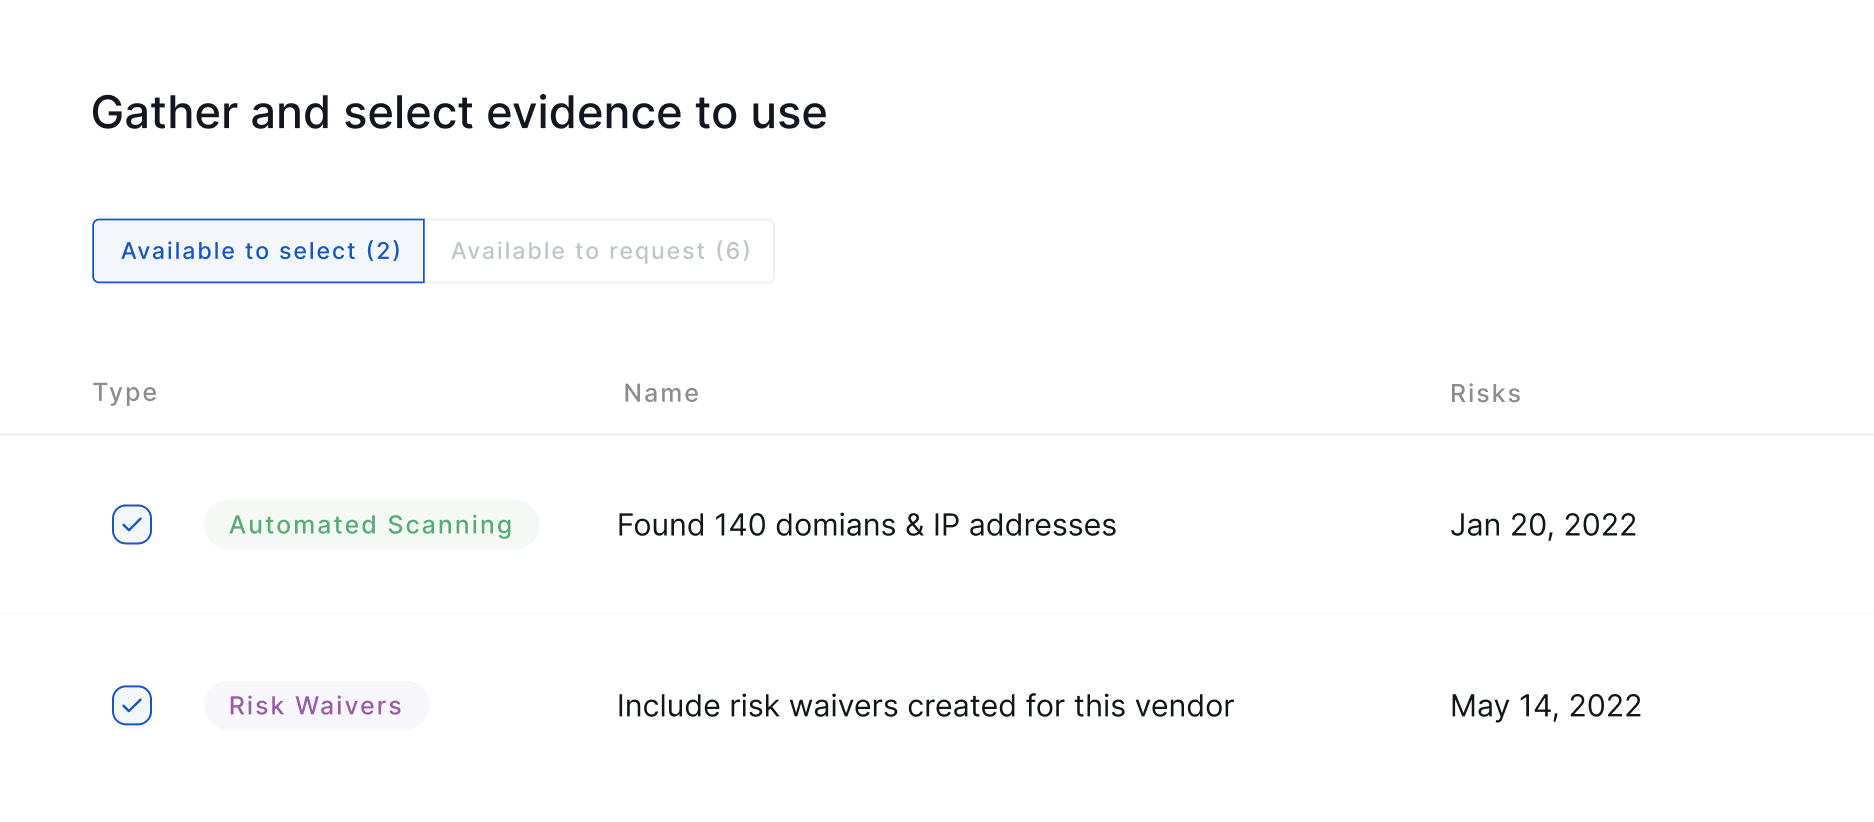 Gather and select evidence to use
Available to select (2) Available to request (6)
Type Name Risks
Automated Scanning Found 140 domians & IP addresses Jan 20, 2022
Risk Waivers Include risk waivers created for this vendor May 14, 2022